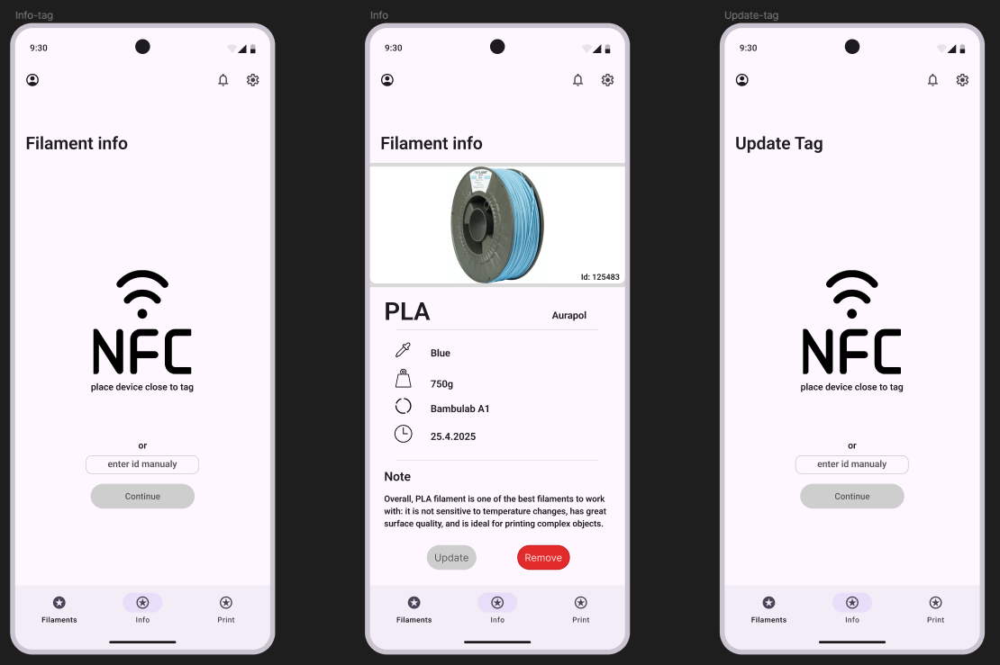 Info-tag
9:30
Filament info
NFC
place device close to tag
or
enter id manualy
Continue
Filaments
Info
Print
Info
9:30
Filament info
Id: 125483
PLA
Aurapol
Blue
750g
Bambulab A1
25.4.2025
Note
Overall, PLA filament is one of the best filaments to work
with: it is not sensitive to temperature changes, has great
surface quality, and is ideal for printing complex objects.
Update
Remove
Filaments
Info
Print
Update-tag
9:30
Update Tag
NFC
place device close to tag
or
enter id manualy
Continue
Filaments
Info
Print